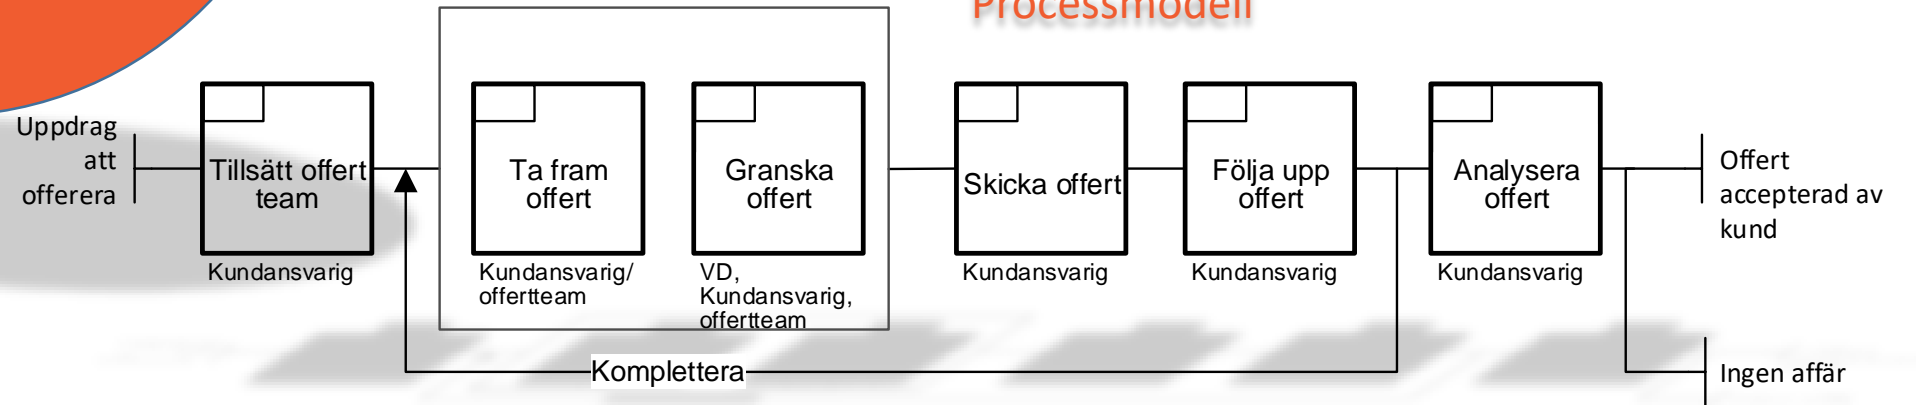 Processmodell
Uppdrag
att
offerera
Tillsätt offert
team
Kundansvarig
Ta fram
offert
Kundansvarig/
offertteam
Granska
offert
VD,
Kundansvarig,
offertteam
Skicka offert
Kundansvarig
Följa upp
offert
Kundansvarig
Analysera
offert
Kundansvarig
Offert
accepterad av
kund
Komplettera
Ingen affär